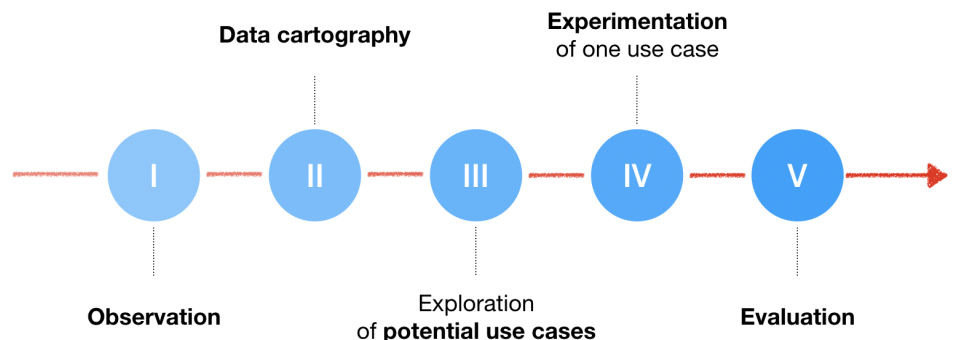 Data cartography
Experimentation
of one use case
I
II
III
IV
V
Observation
Exploration
of potential use cases
Evaluation